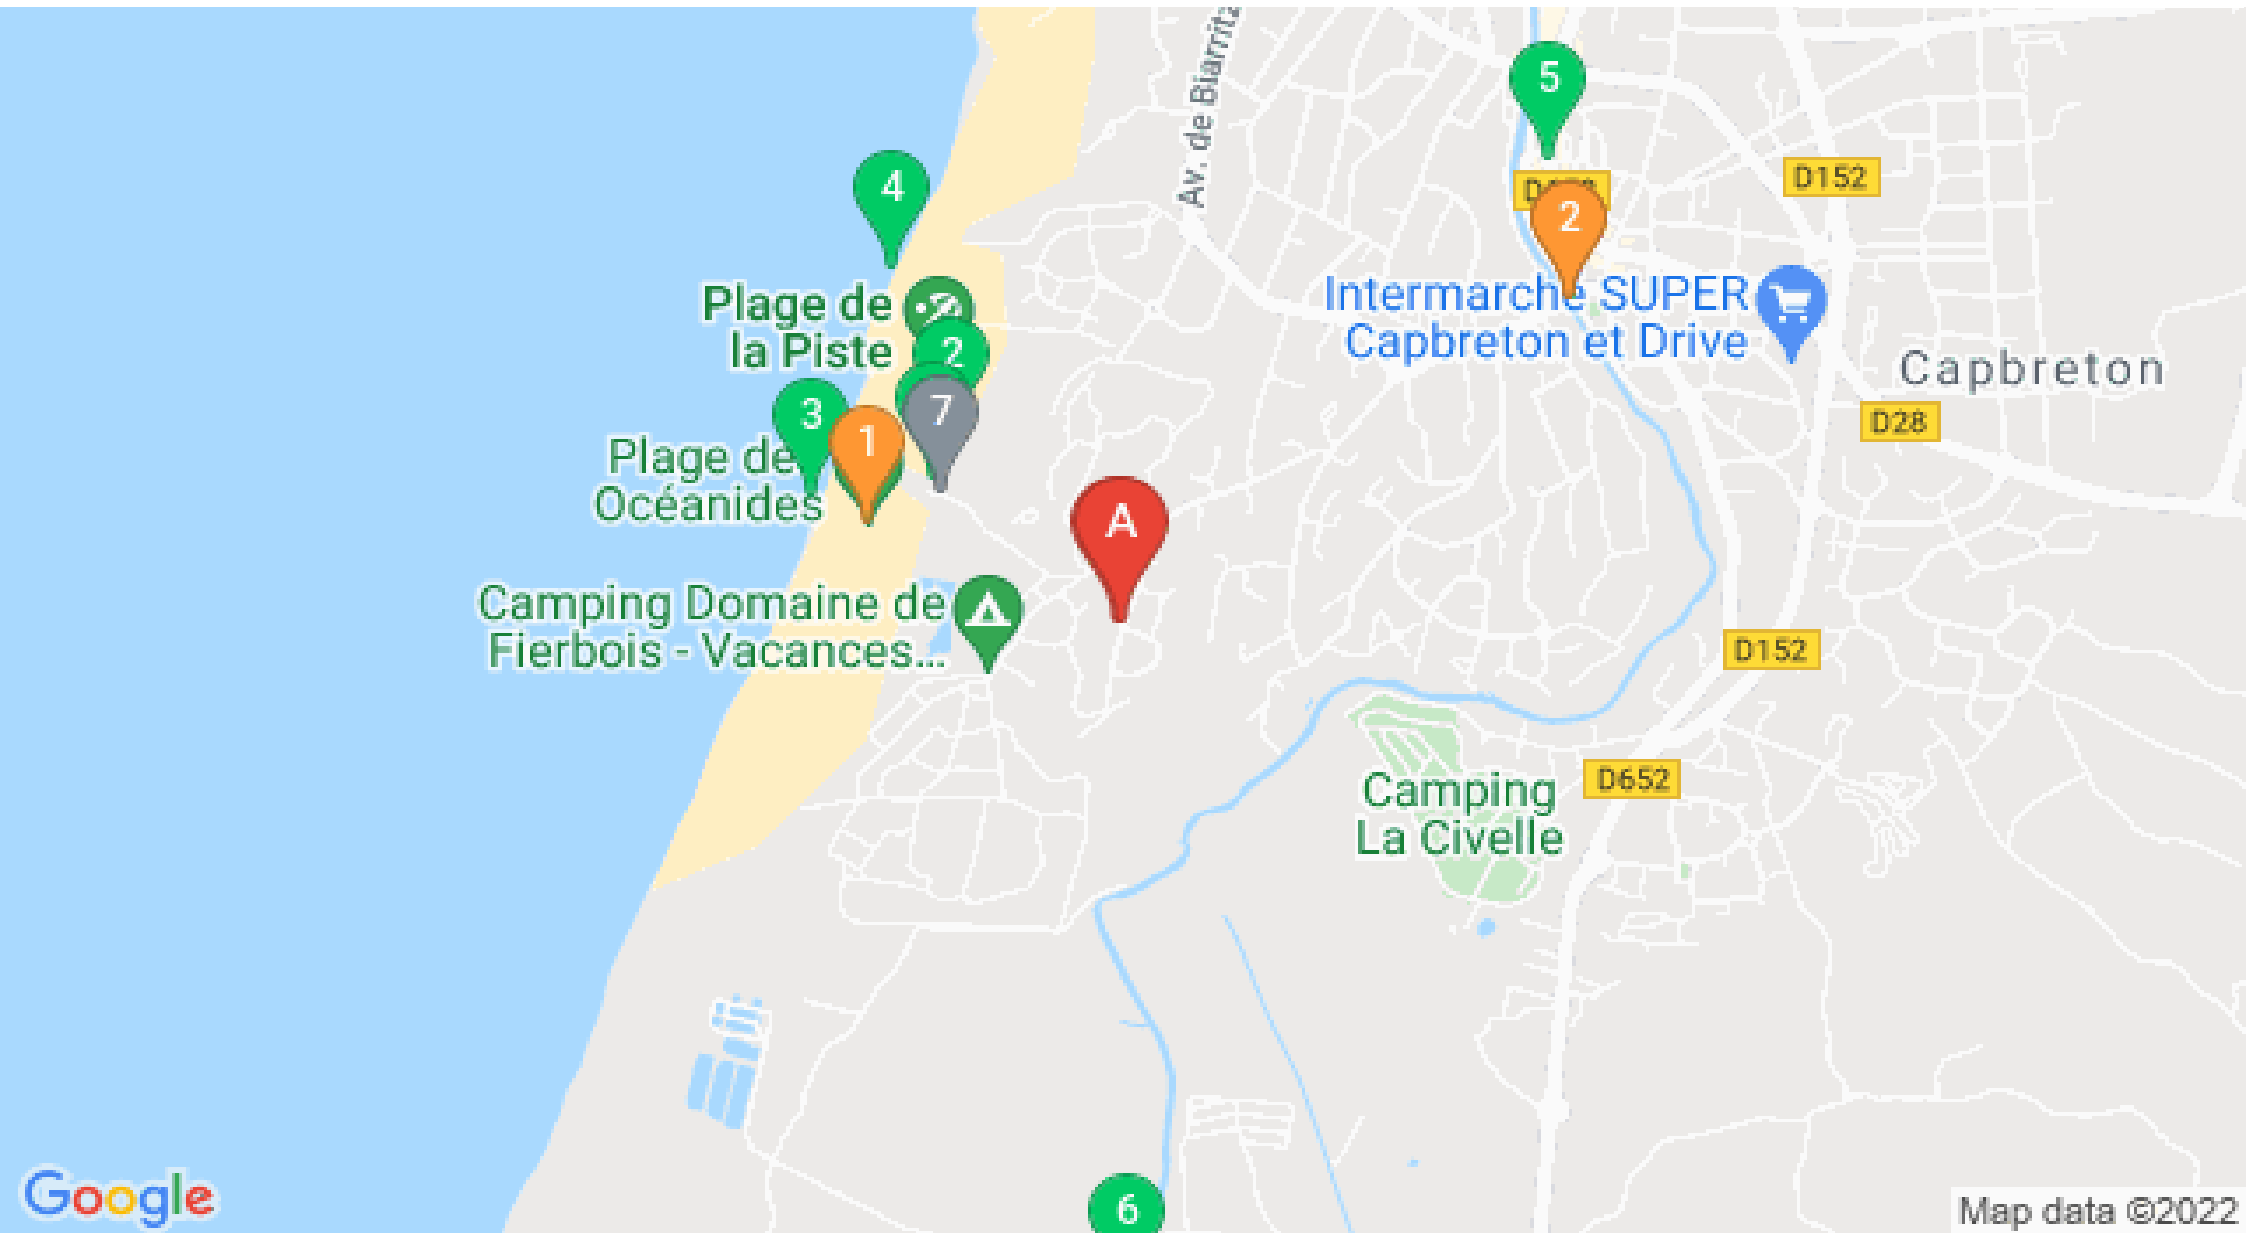 Av. de Biarritz
5
4
D152
2
Plage de
la Piste
2
Intermarché SUPER
Capbreton et Drive
Capbreton
3
1
7
D28
Plage de
Océanides
A
Camping Domaine de
Fierbois - Vacances...
D152
D652
Camping
La Civelle
6
Google
Map data ©2022